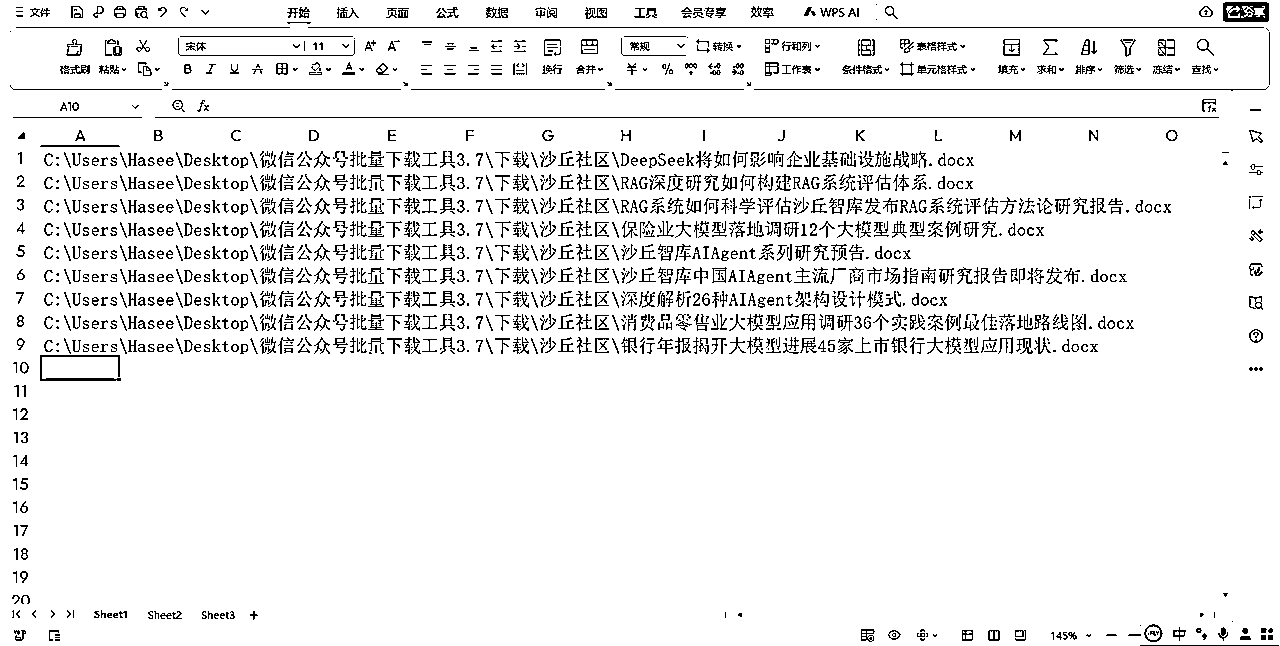 文件 开始 插入 页面 公式 数据 审阅 视图 工具 会员专享 效率 WPS AI
宋体 11 常规 转换 行和列 表格样式
格式刷 粘贴 B I U A A 换行 合并 ¥ % 工作表 条件格式 单元格样式 填充 求和 排序 筛选 冻结 查找
A10 fx
A B C D E F G H I J K L M N O
1 C:\Users\Hasee\Desktop\微信公众号批量下载工具3.7\下载\沙丘社区\DeepSeek将如何影响企业基础设施战略.docx
2 C:\Users\Hasee\Desktop\微信公众号批量下载工具3.7\下载\沙丘社区\RAG深度研究如何构建RAG系统评估体系.docx
3 C:\Users\Hasee\Desktop\微信公众号批量下载工具3.7\下载\沙丘社区\RAG系统如何科学评估沙丘智库发布RAG系统评估方法论研究报告.docx
4 C:\Users\Hasee\Desktop\微信公众号批量下载工具3.7\下载\沙丘社区\保险业大模型落地调研12个大模型典型案例研究.docx
5 C:\Users\Hasee\Desktop\微信公众号批量下载工具3.7\下载\沙丘社区\沙丘智库AIAgent系列研究预告.docx
6 C:\Users\Hasee\Desktop\微信公众号批量下载工具3.7\下载\沙丘社区\沙丘智库中国AIAgent主流厂商市场指南研究报告即将发布.docx
7 C:\Users\Hasee\Desktop\微信公众号批量下载工具3.7\下载\沙丘社区\深度解析26种AIAgent架构设计模式.docx
8 C:\Users\Hasee\Desktop\微信公众号批量下载工具3.7\下载\沙丘社区\消费品零售业大模型应用调研36个实践案例最佳落地路线图.docx
9 C:\Users\Hasee\Desktop\微信公众号批量下载工具3.7\下载\沙丘社区\银行年报揭开大模型进展45家上市银行大模型应用现状.docx
10
11
12
13
14
15
16
17
18
19
20
Sheet1 Sheet2 Sheet3 +
145% 中